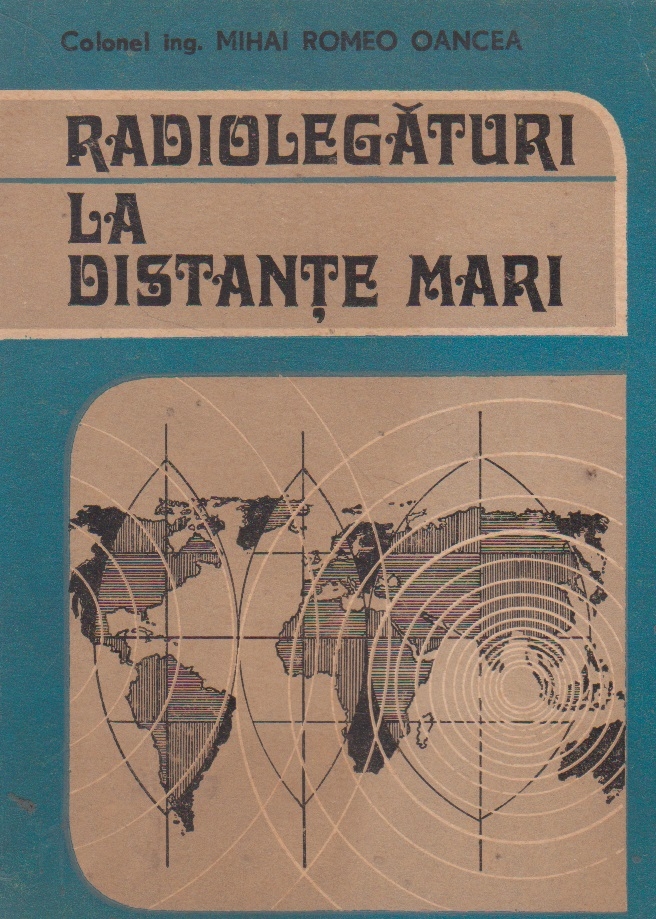 Colonel ing. MIHAI ROMEO OANCEA
RADIOLEGĂTURI
LA
DISTANȚE MARI